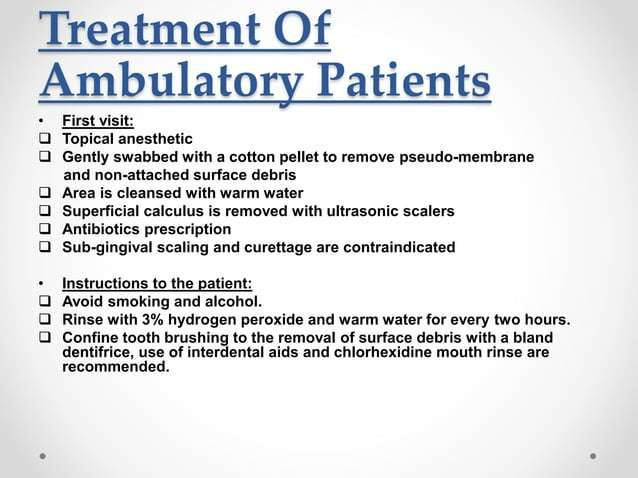 Treatment Of
Ambulatory Patients
• First visit:
❑ Topical anesthetic
❑ Gently swabbed with a cotton pellet to remove pseudo-membrane
and non-attached surface debris
❑ Area is cleansed with warm water
❑ Superficial calculus is removed with ultrasonic scalers
❑ Antibiotics prescription
❑ Sub-gingival scaling and curettage are contraindicated
• Instructions to the patient:
❑ Avoid smoking and alcohol.
❑ Rinse with 3% hydrogen peroxide and warm water for every two hours.
❑ Confine tooth brushing to the removal of surface debris with a bland
dentifrice, use of interdental aids and chlorhexidine mouth rinse are
recommended.